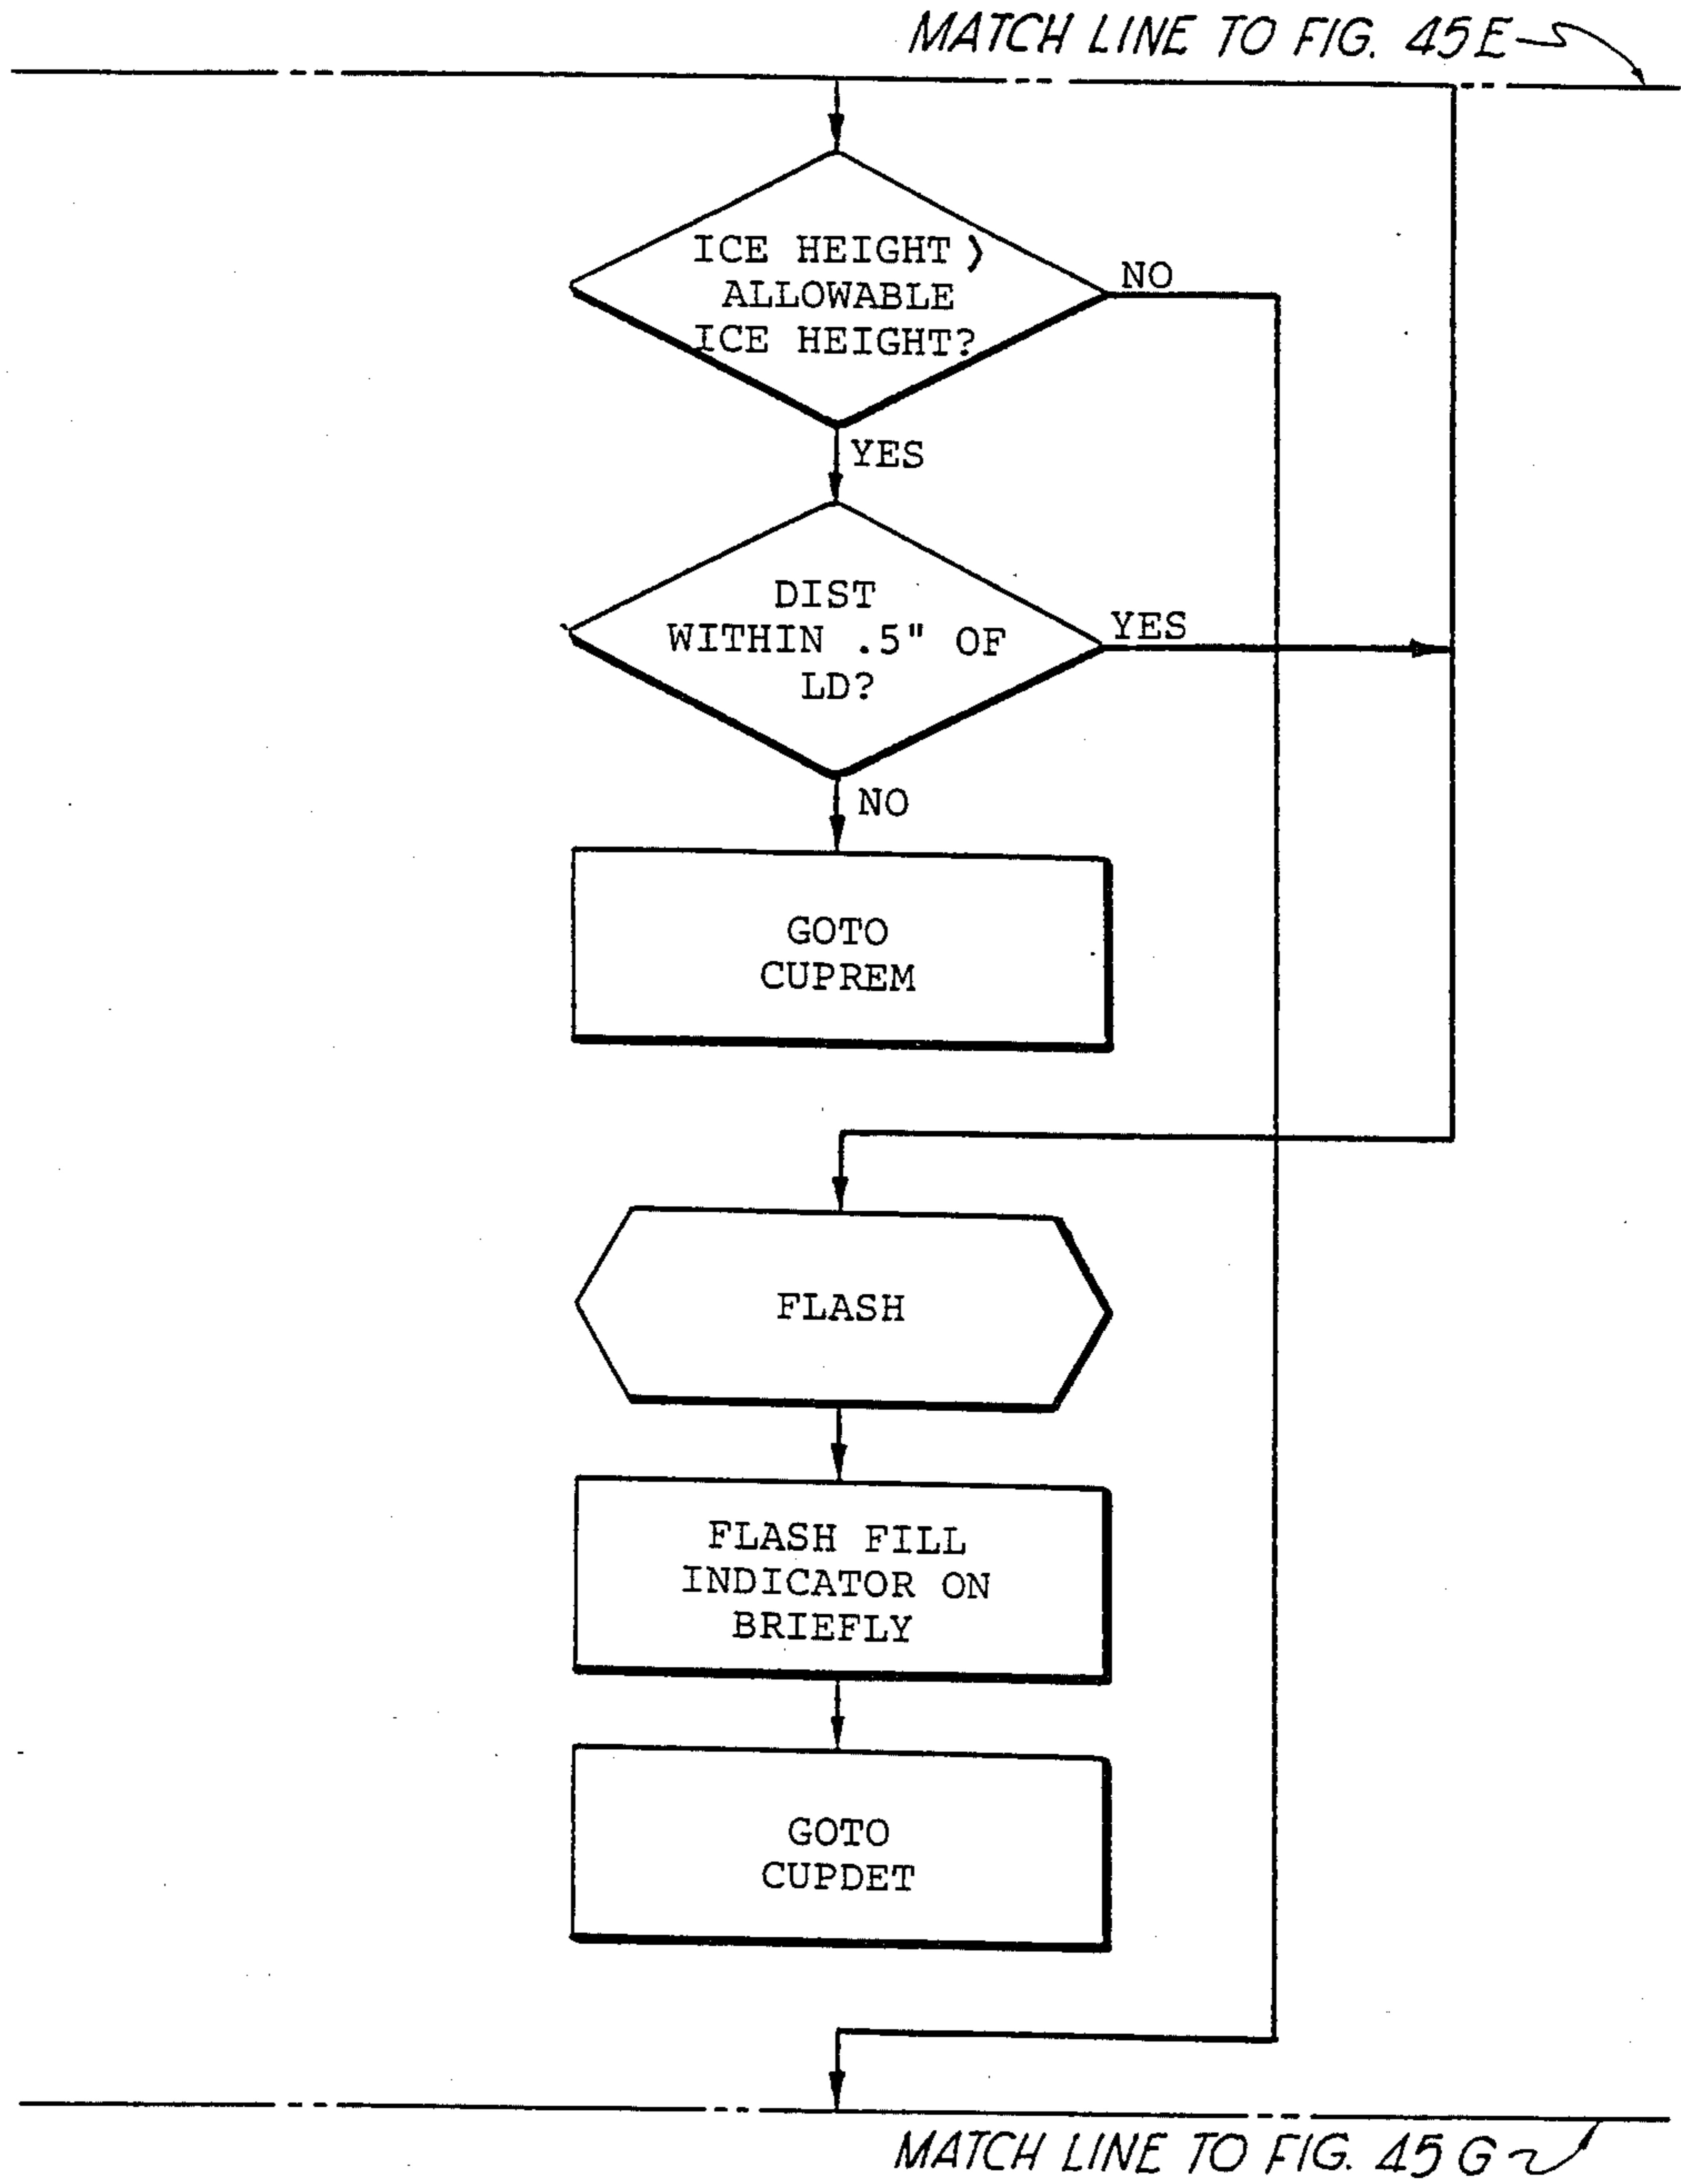 MATCH LINE TO FIG. 45E
ICE HEIGHT >
ALLOWABLE
ICE HEIGHT?
NO
YES
DIST
WITHIN .5" OF
LD?
YES
NO
GOTO
CUPREM
FLASH
FLASH FILL
INDICATOR ON
BRIEFLY
GOTO
CUPDET
MATCH LINE TO FIG. 45G